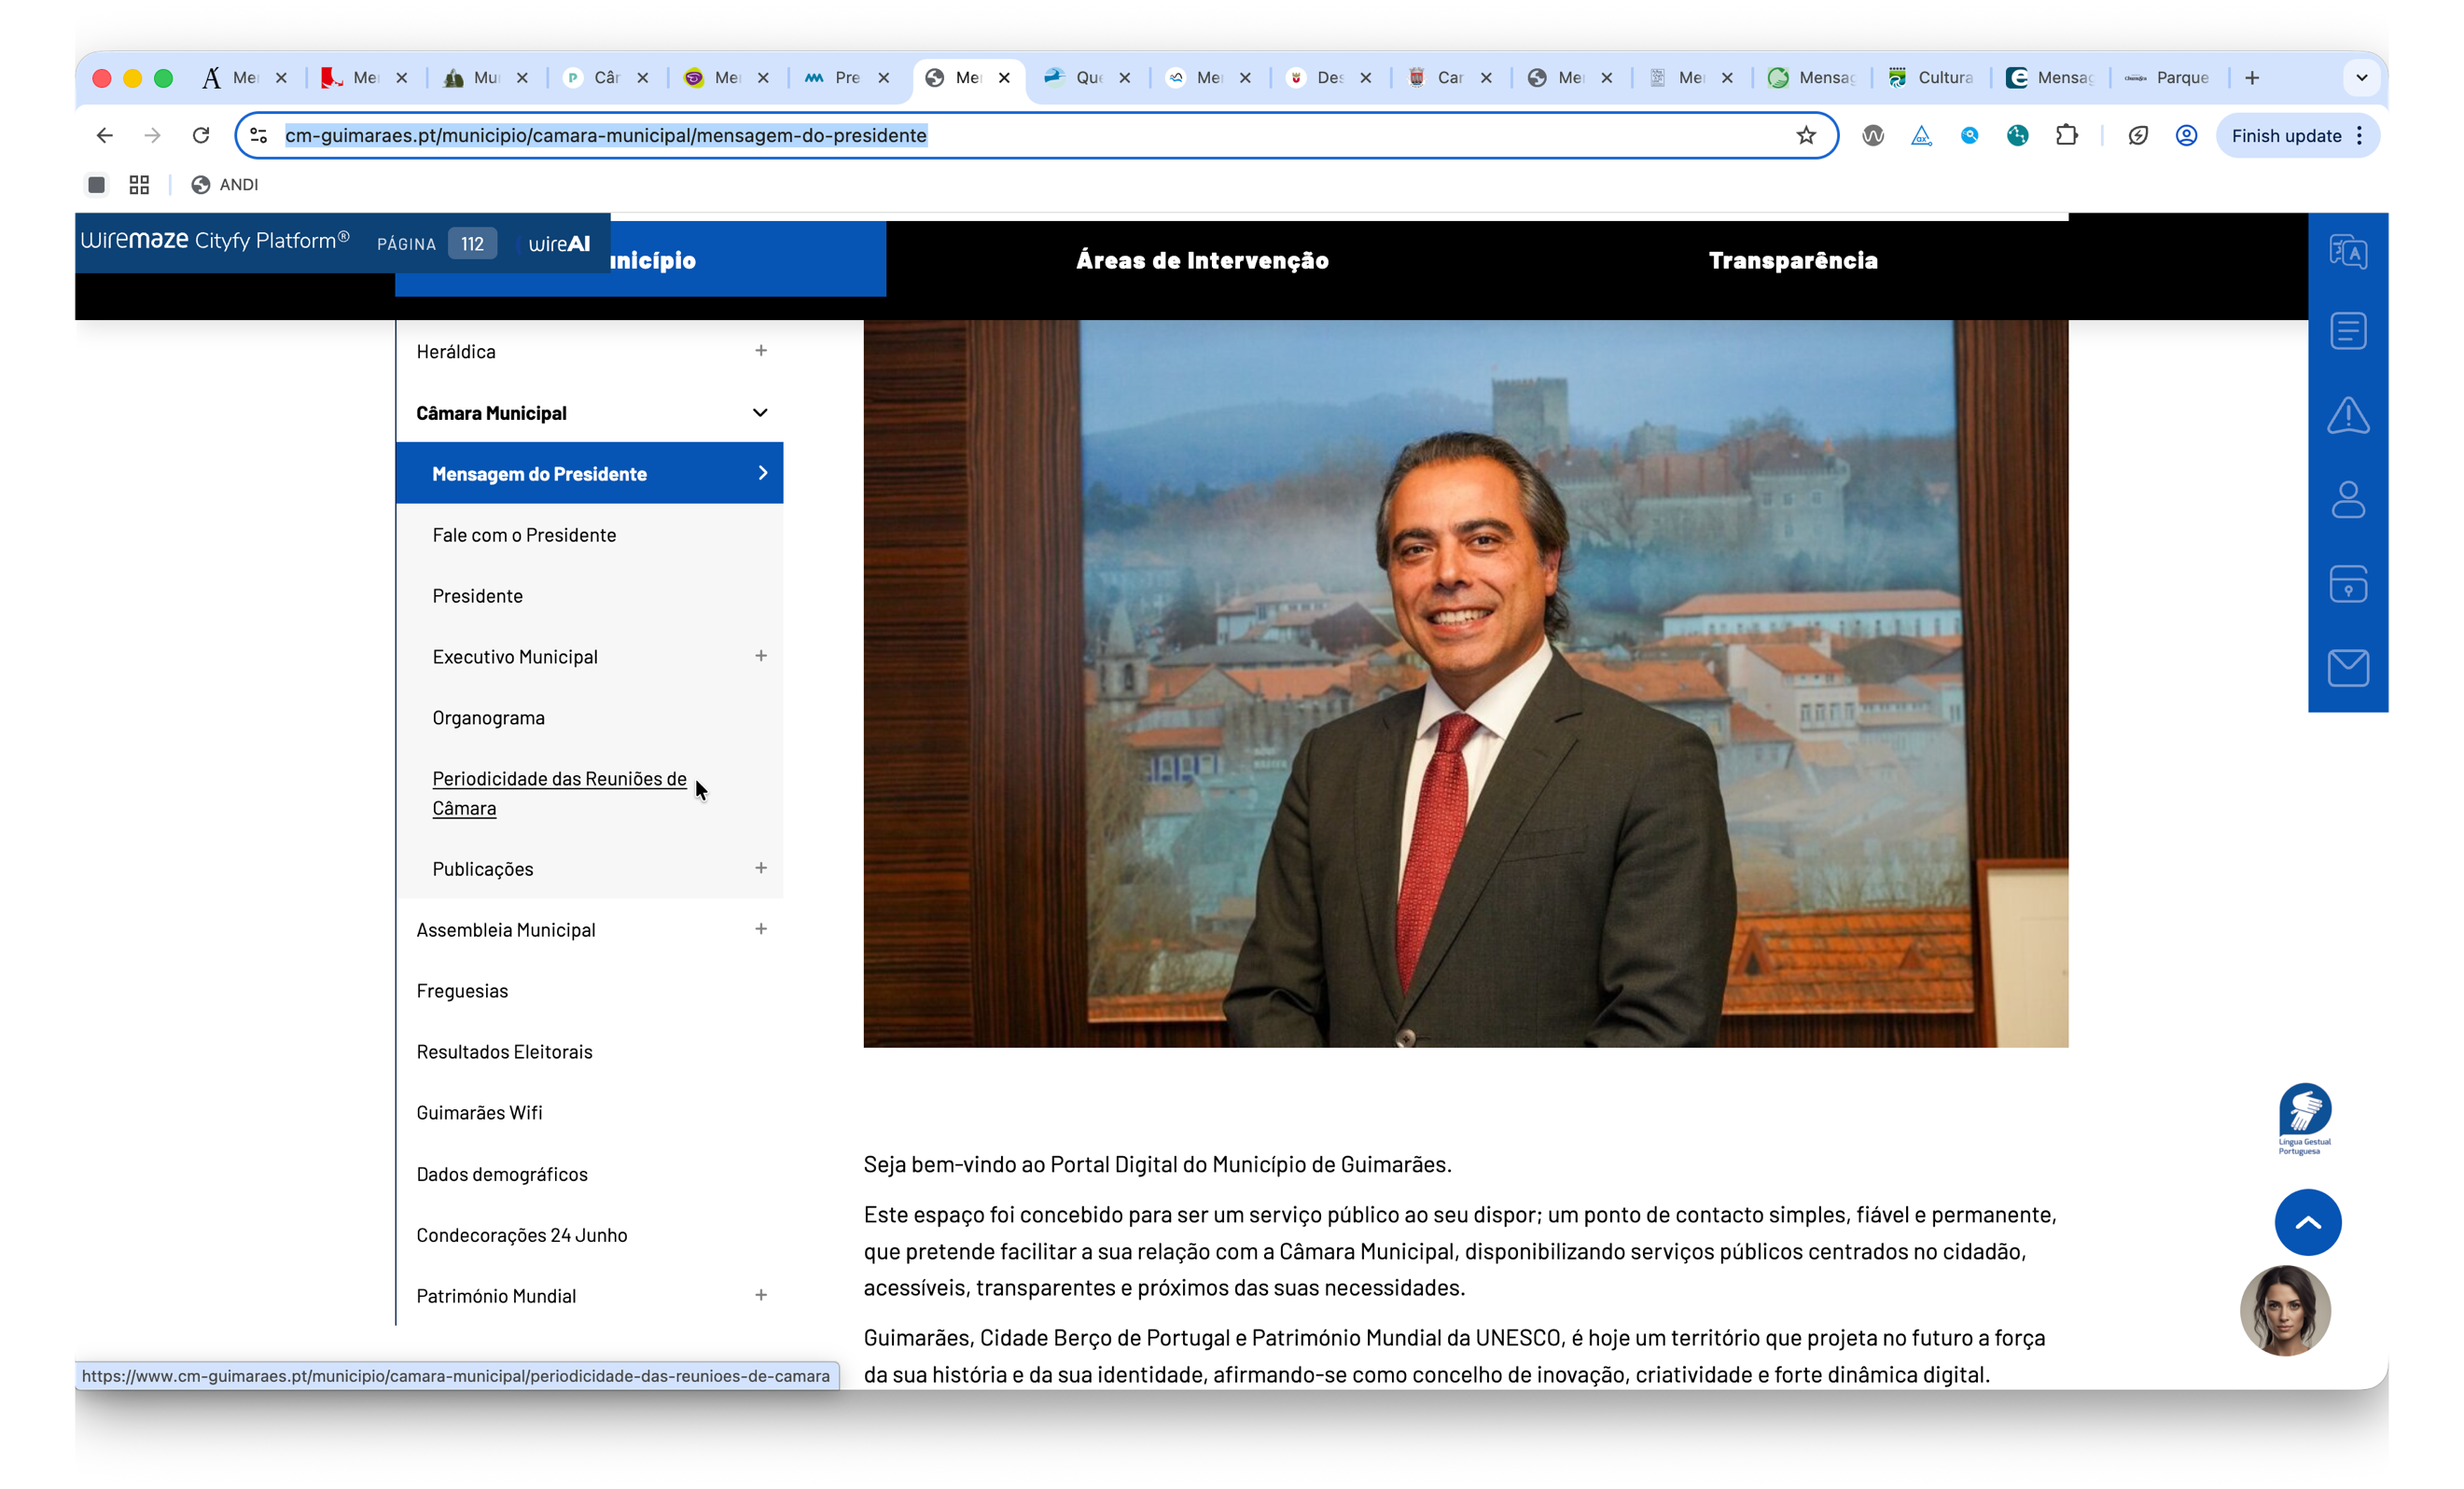 Me
Me
Mu
Câr
Me
Pre
Me
Qu
Me
Des
Car
Me
Me
Mensag
Cultura
Mensag
Parque
cm-guimaraes.pt/municipio/camara-municipal/mensagem-do-presidente
Finish update
ANDI
wiremaze Cityfy Platform® PÁGINA 112 wireAI
nicípio
Áreas de Intervenção
Transparência
Heráldica
Câmara Municipal
Mensagem do Presidente
Fale com o Presidente
Presidente
Executivo Municipal
Organograma
Periodicidade das Reuniões de
Câmara
Publicações
Assembleia Municipal
Freguesias
Resultados Eleitorais
Guimarães Wifi
Dados demográficos
Condecorações 24 Junho
Património Mundial
Seja bem-vindo ao Portal Digital do Município de Guimarães.
Este espaço foi concebido para ser um serviço público ao seu dispor; um ponto de contacto simples, fiável e permanente,
que pretende facilitar a sua relação com a Câmara Municipal, disponibilizando serviços públicos centrados no cidadão,
acessíveis, transparentes e próximos das suas necessidades.
Guimarães, Cidade Berço de Portugal e Património Mundial da UNESCO, é hoje um território que projeta no futuro a força
da sua história e da sua identidade, afirmando-se como concelho de inovação, criatividade e forte dinâmica digital.
Língua Gestual
Portuguesa
https://www.cm-guimaraes.pt/municipio/camara-municipal/periodicidade-das-reunioes-de-camara